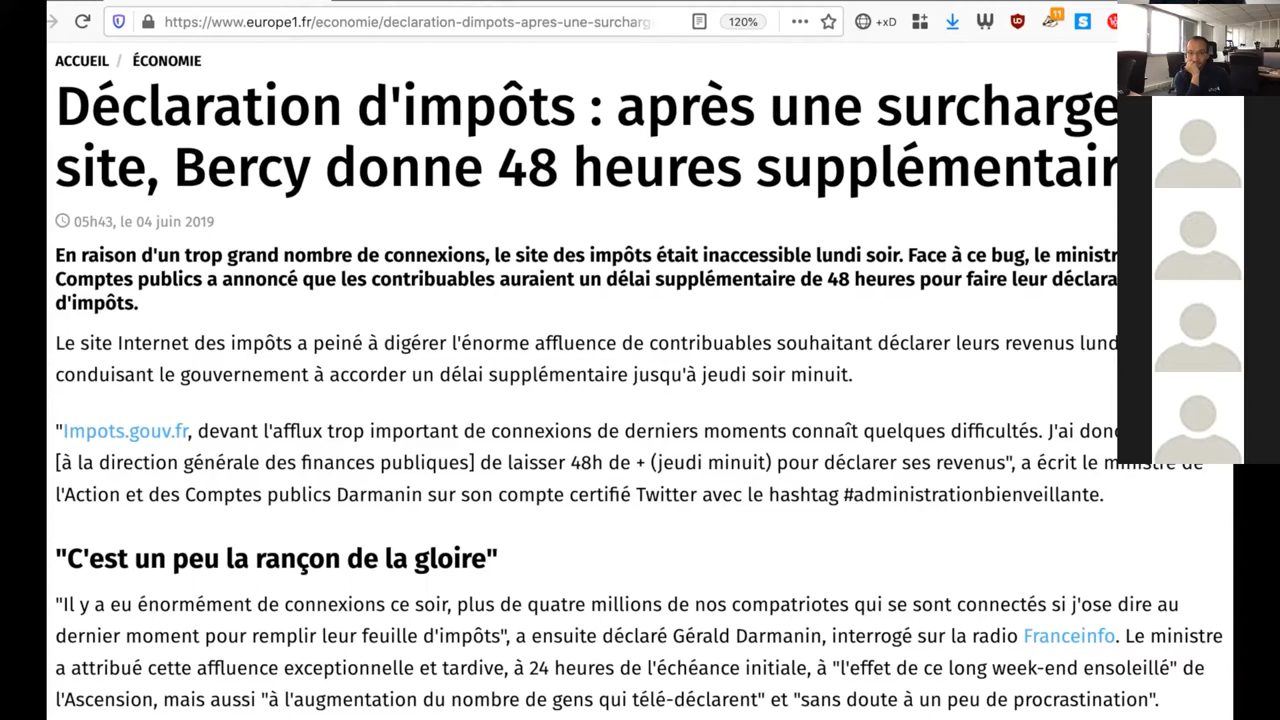 https://www.europe1.fr/economie/declaration-dimpots-apres-une-surcharg
120%
+xD
11
ACCUEIL / ÉCONOMIE
Déclaration d'impôts : après une surcharge
site, Bercy donne 48 heures supplémentair
05h43, le 04 juin 2019
En raison d'un trop grand nombre de connexions, le site des impôts était inaccessible lundi soir. Face à ce bug, le ministr
Comptes publics a annoncé que les contribuables auraient un délai supplémentaire de 48 heures pour faire leur déclara
d'impôts.
Le site Internet des impôts a peiné à digérer l'énorme affluence de contribuables souhaitant déclarer leurs revenus lund
conduisant le gouvernement à accorder un délai supplémentaire jusqu'à jeudi soir minuit.
"Impots.gouv.fr, devant l'afflux trop important de connexions de derniers moments connaît quelques difficultés. J'ai donc
[à la direction générale des finances publiques] de laisser 48h de + (jeudi minuit) pour déclarer ses revenus", a écrit le ministre de
l'Action et des Comptes publics Darmanin sur son compte certifié Twitter avec le hashtag #administrationbienveillante.
"C'est un peu la rançon de la gloire"
"Il y a eu énormément de connexions ce soir, plus de quatre millions de nos compatriotes qui se sont connectés si j'ose dire au
dernier moment pour remplir leur feuille d'impôts", a ensuite déclaré Gérald Darmanin, interrogé sur la radio Franceinfo. Le ministre
a attribué cette affluence exceptionnelle et tardive, à 24 heures de l'échéance initiale, à "l'effet de ce long week-end ensoleillé" de
l'Ascension, mais aussi "à l'augmentation du nombre de gens qui télé-déclarent" et "sans doute à un peu de procrastination".